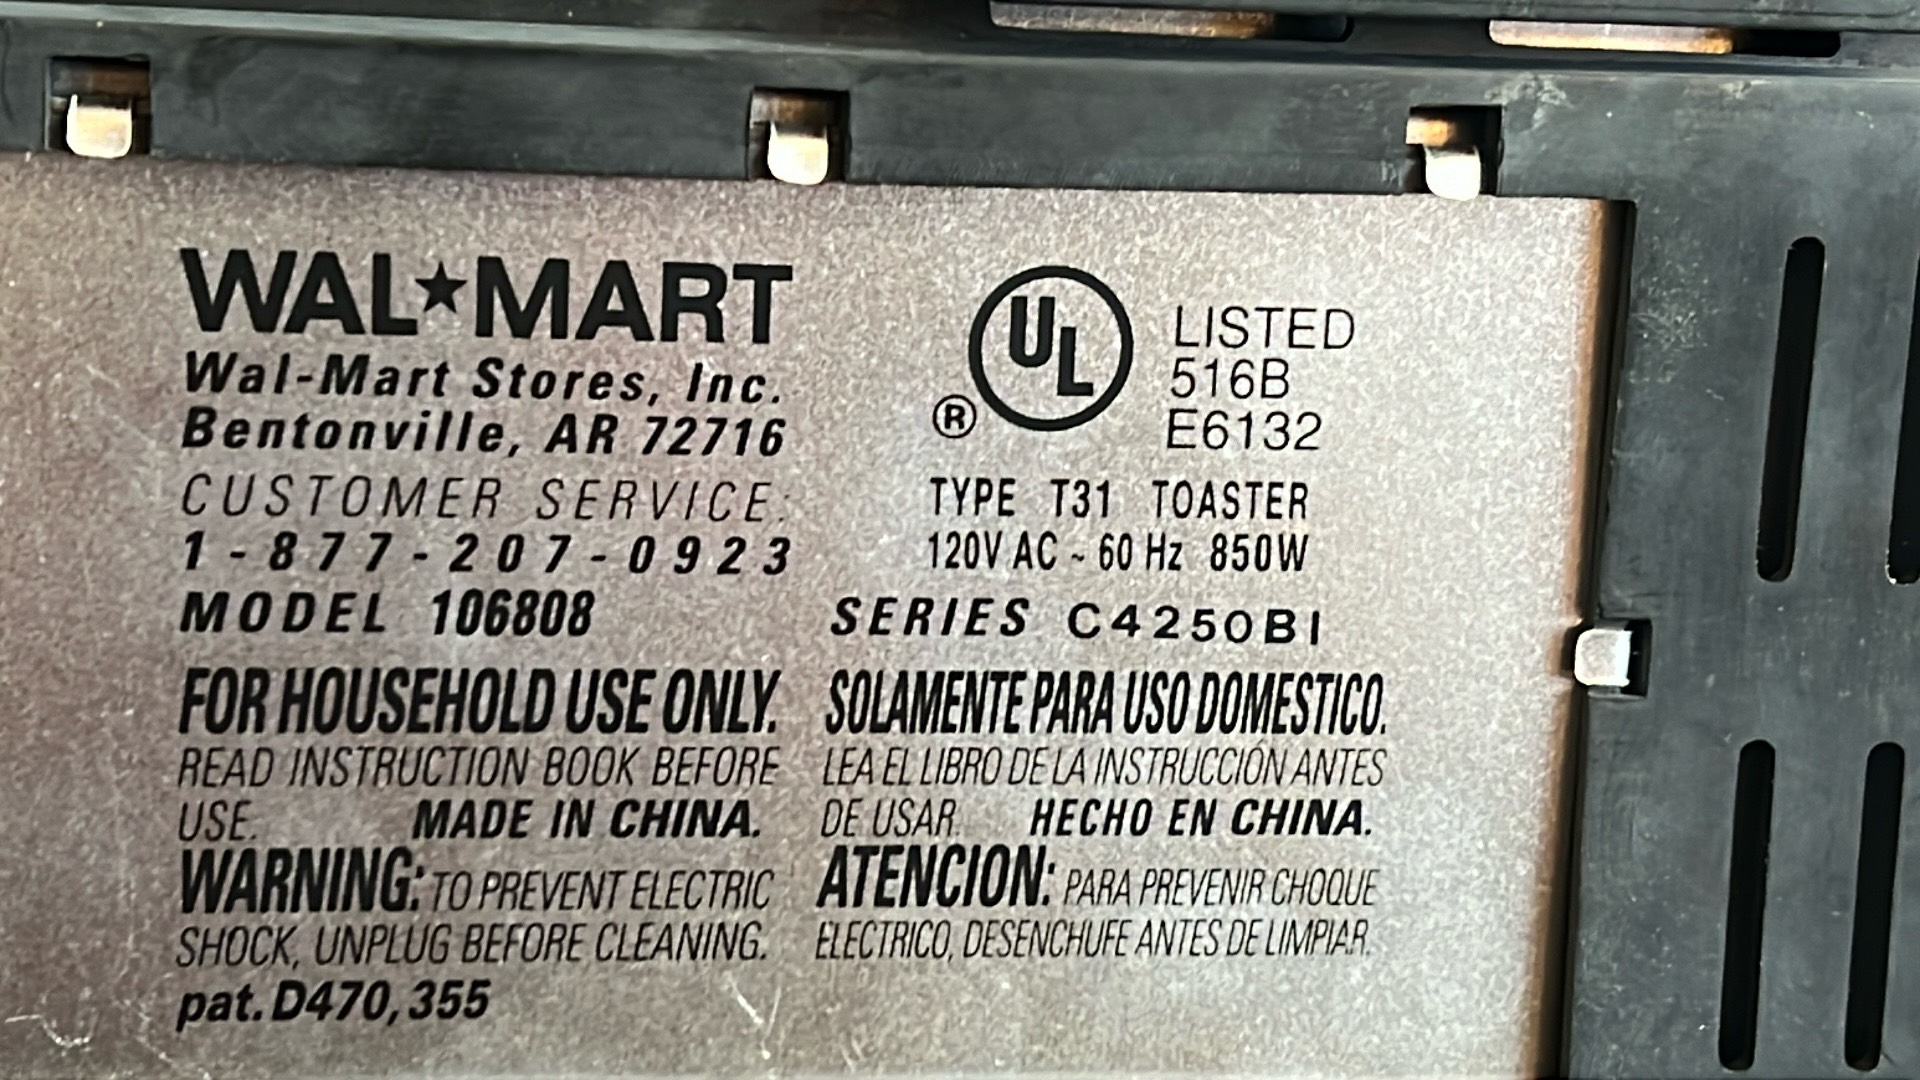 WAL★MART
Wal-Mart Stores, Inc.
Bentonville, AR 72716
CUSTOMER SERVICE:
1-877-207-0923
MODEL 106808
UL
®
LISTED
516B
E6132
TYPE T31 TOASTER
120V AC ~ 60 Hz 850W
SERIES C4250BI
FOR HOUSEHOLD USE ONLY.
READ INSTRUCTION BOOK BEFORE
USE. MADE IN CHINA.
WARNING: TO PREVENT ELECTRIC
SHOCK, UNPLUG BEFORE CLEANING.
pat. D470,355
SOLAMENTE PARA USO DOMESTICO.
LEA EL LIBRO DE LA INSTRUCCIÓN ANTES
DE USAR. HECHO EN CHINA.
ATENCION: PARA PREVENIR CHOQUE
ELECTRICO, DESENCHUFE ANTES DE LIMPIAR.